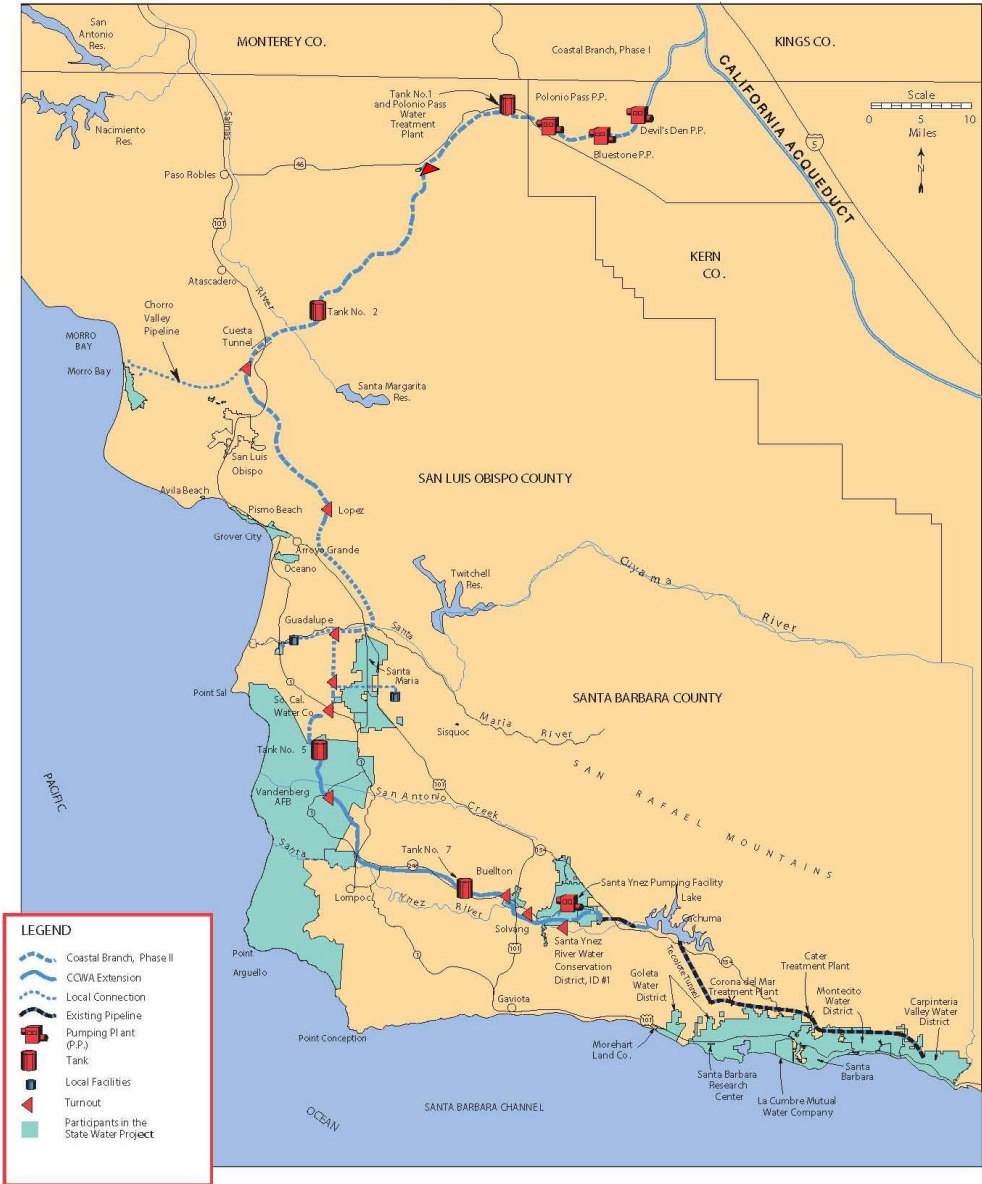 San
Antonio
Res.
MONTEREY CO.
Coastal Branch, Phase I
KINGS CO.
CALIFORNIA ACQUEDUCT
Scale
0 5 10
Miles
N
5
Tank No.1
and Polonio Pass
Water
Treatment
Plant
Polonio Pass P.P.
Devil's Den P.P.
Bluestone P.P.
Nacimiento
Res.
Salinas
River
Paso Robles
46
101
KERN
CO.
Atascadero
Tank No. 2
Chorro
Valley
Pipeline
Cuesta
Tunnel
MORRO
BAY
Morro Bay
Santa Margarita
Res.
San Luis
Obispo
SAN LUIS OBISPO COUNTY
Avila Beach
Pismo Beach
Lopez
Grover City
Arroyo Grande
Oceano
Twitchell
Res.
Cuyama
River
Guadalupe
Santa
Maria
River
1
Santa
Maria
SANTA BARBARA COUNTY
Point Sal
So. Cal.
Water Co.
Sisquoc
Tank No. 5
1
101
SAN
RAFAEL MOUNTAINS
PACIFIC
OCEAN
Vandenberg
AFB
San Antonio
Creek
1
Santa
Ynez
River
Tank No. 7
246
Buellton
154
Santa Ynez Pumping Facility
Lake
Cachuma
Lompoc
Solvang
101
Santa Ynez
River Water
Conservation
District, ID #1
Tecolote Tunnel
154
Cater
Treatment Plant
Goleta
Water
District
Corona del Mar
Treatment Plant
Montecito
Water
District
Carpinteria
Valley Water
District
1
Point
Arguello
Gaviota
101
Point Conception
Morehart
Land Co.
Santa Barbara
Research
Center
Santa
Barbara
La Cumbre Mutual
Water Company
SANTA BARBARA CHANNEL
LEGEND
Coastal Branch, Phase II
CCWA Extension
Local Connection
Existing Pipeline
Pumping Plant
(P.P.)
Tank
Local Facilities
Turnout
Participants in the
State Water Project